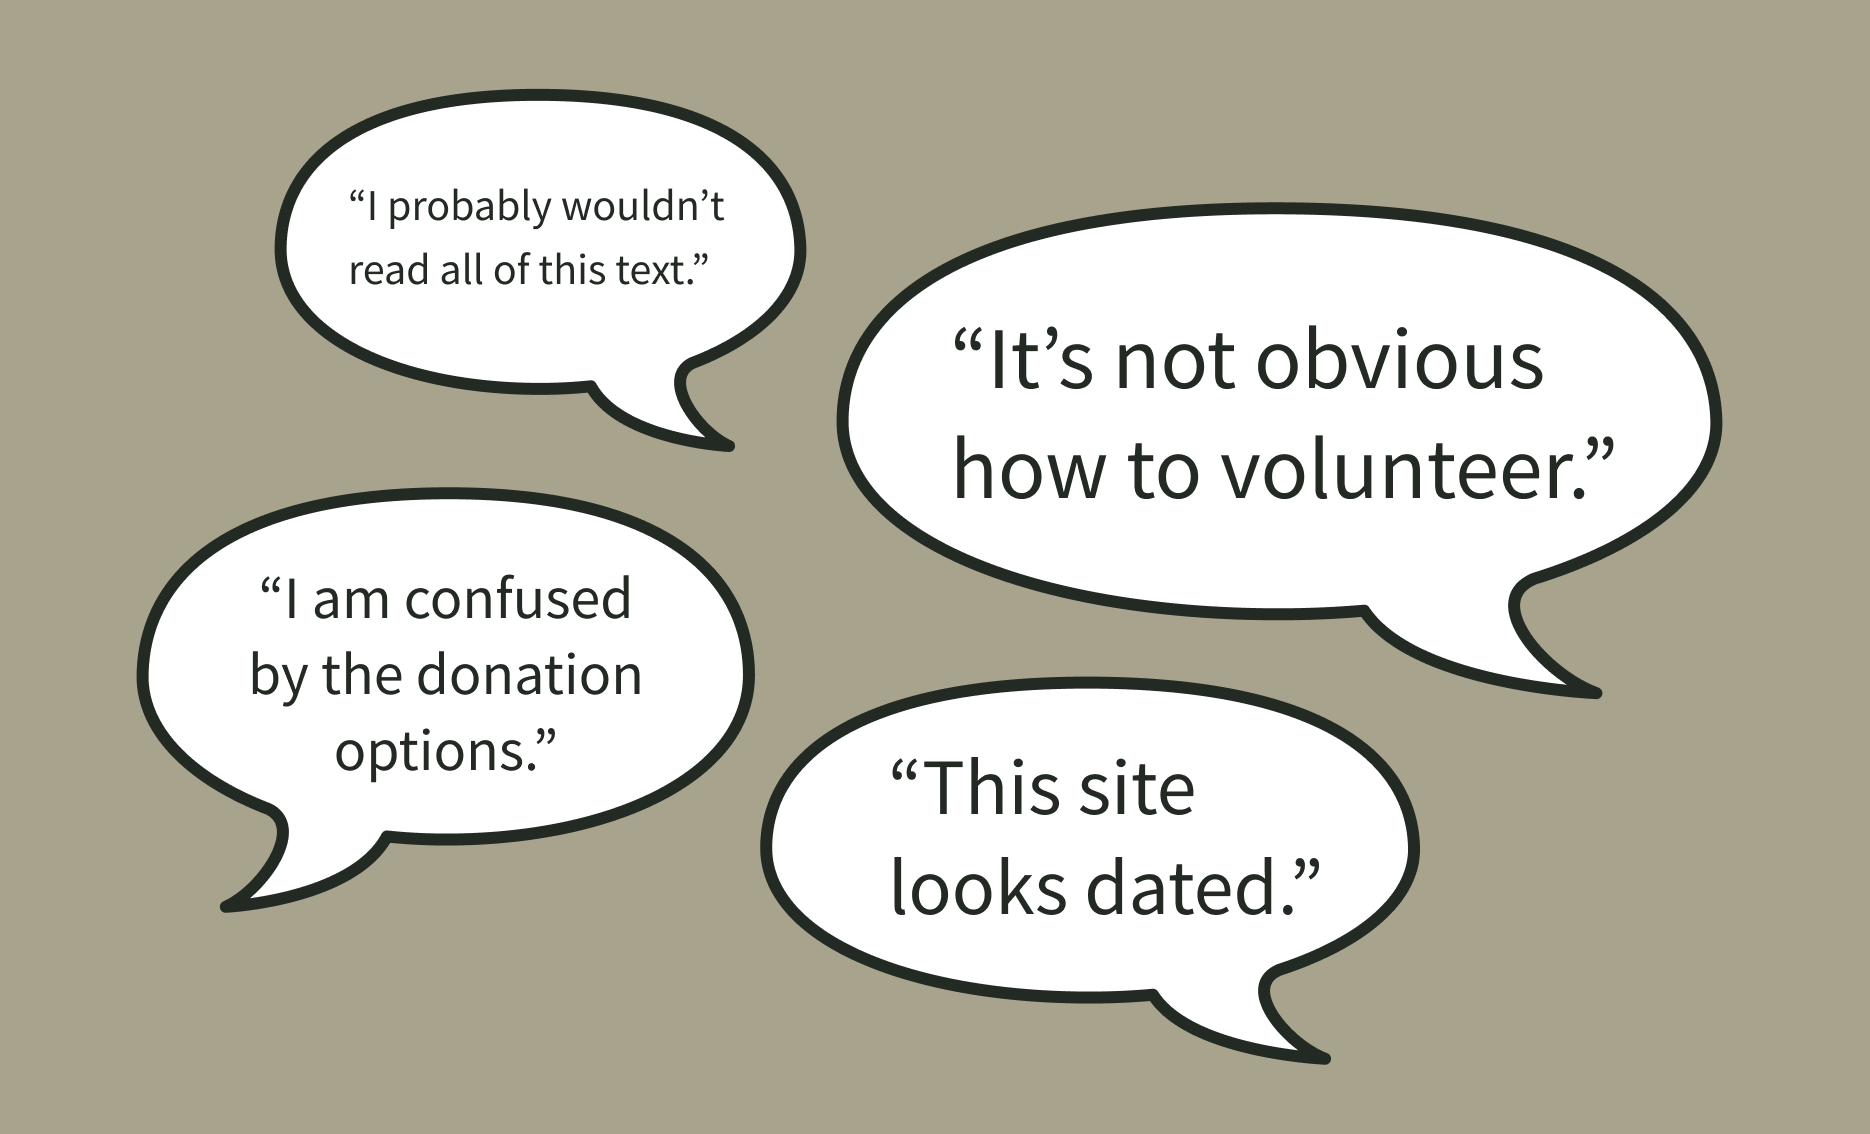 “I probably wouldn’t
read all of this text.”
“It’s not obvious
how to volunteer.”
“I am confused
by the donation
options.”
“This site
looks dated.”